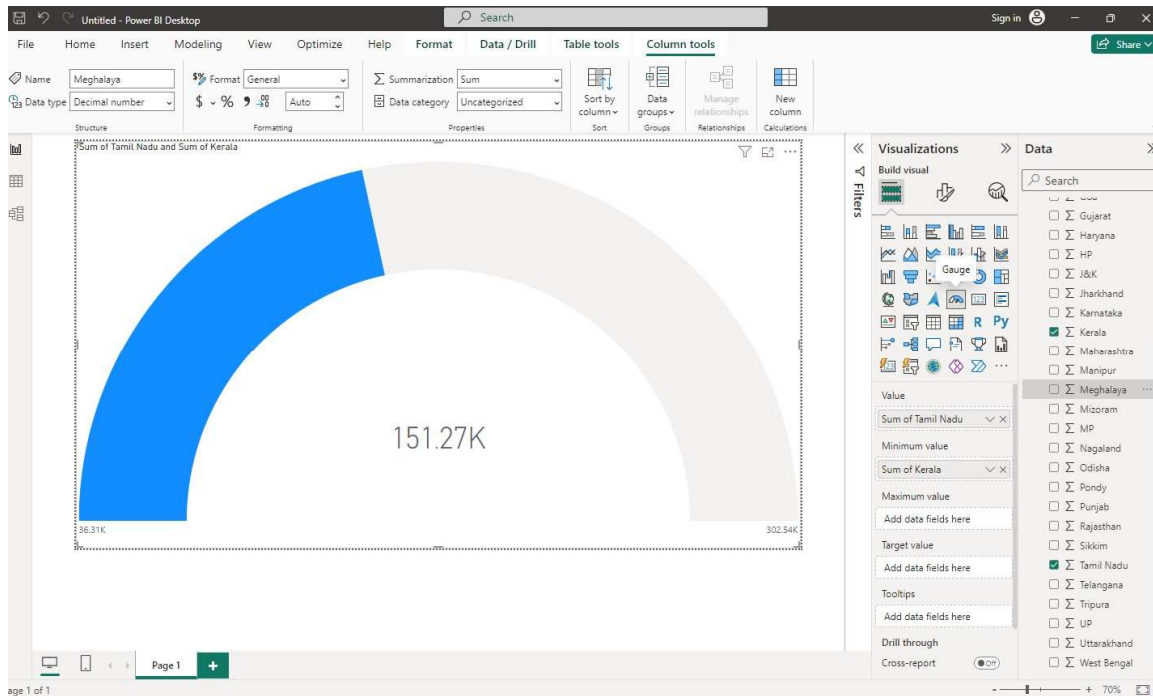 Untitled - Power BI Desktop
Search
Sign in
File Home Insert Modeling View Optimize Help Format Data / Drill Table tools Column tools
Share
Name Meghalaya
$% Format General
Summarization Sum
Data type Decimal number
$ % 9 Auto
Data category Uncategorized
Sort by column
Data groups
Manage relationships
New column
Structure Formatting Properties Sort Groups Relationships Calculations
Sum of Tamil Nadu and Sum of Kerala
151.27K
36.31K 302.54K
Filters
Visualizations
Build visual
Gauge
123
R Py
Value
Sum of Tamil Nadu
Minimum value
Sum of Kerala
Maximum value
Add data fields here
Target value
Add data fields here
Tooltips
Add data fields here
Drill through
Cross-report Off
Data
Search
∑ Gujarat
∑ Haryana
∑ HP
∑ J&K
∑ Jharkhand
∑ Karnataka
∑ Kerala
∑ Maharashtra
∑ Manipur
∑ Meghalaya ...
∑ Mizoram
∑ MP
∑ Nagaland
∑ Odisha
∑ Pondy
∑ Punjab
∑ Rajasthan
∑ Sikkim
∑ Tamil Nadu
∑ Telangana
∑ Tripura
∑ UP
∑ Uttarakhand
∑ West Bengal
Page 1 +
age 1 of 1
- + 70%